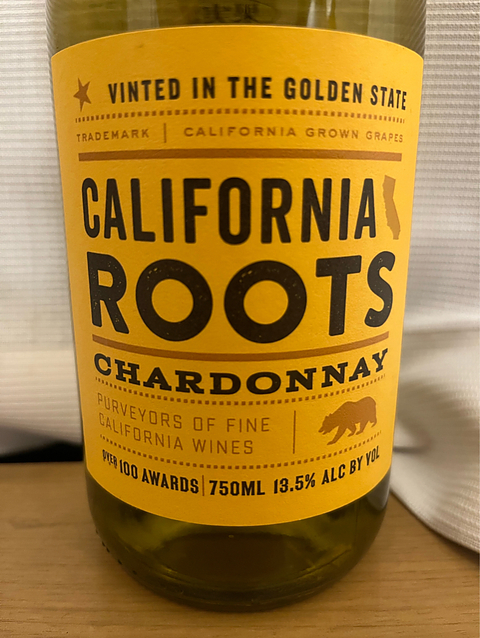 VINTED IN THE GOLDEN STATE
TRADEMARK | CALIFORNIA GROWN GRAPES
CALIFORNIA
ROOTS
CHARDONNAY
PURVEYORS OF FINE
CALIFORNIA WINES
OVER 100 AWARDS | 750ML 13.5% ALC BY VOL